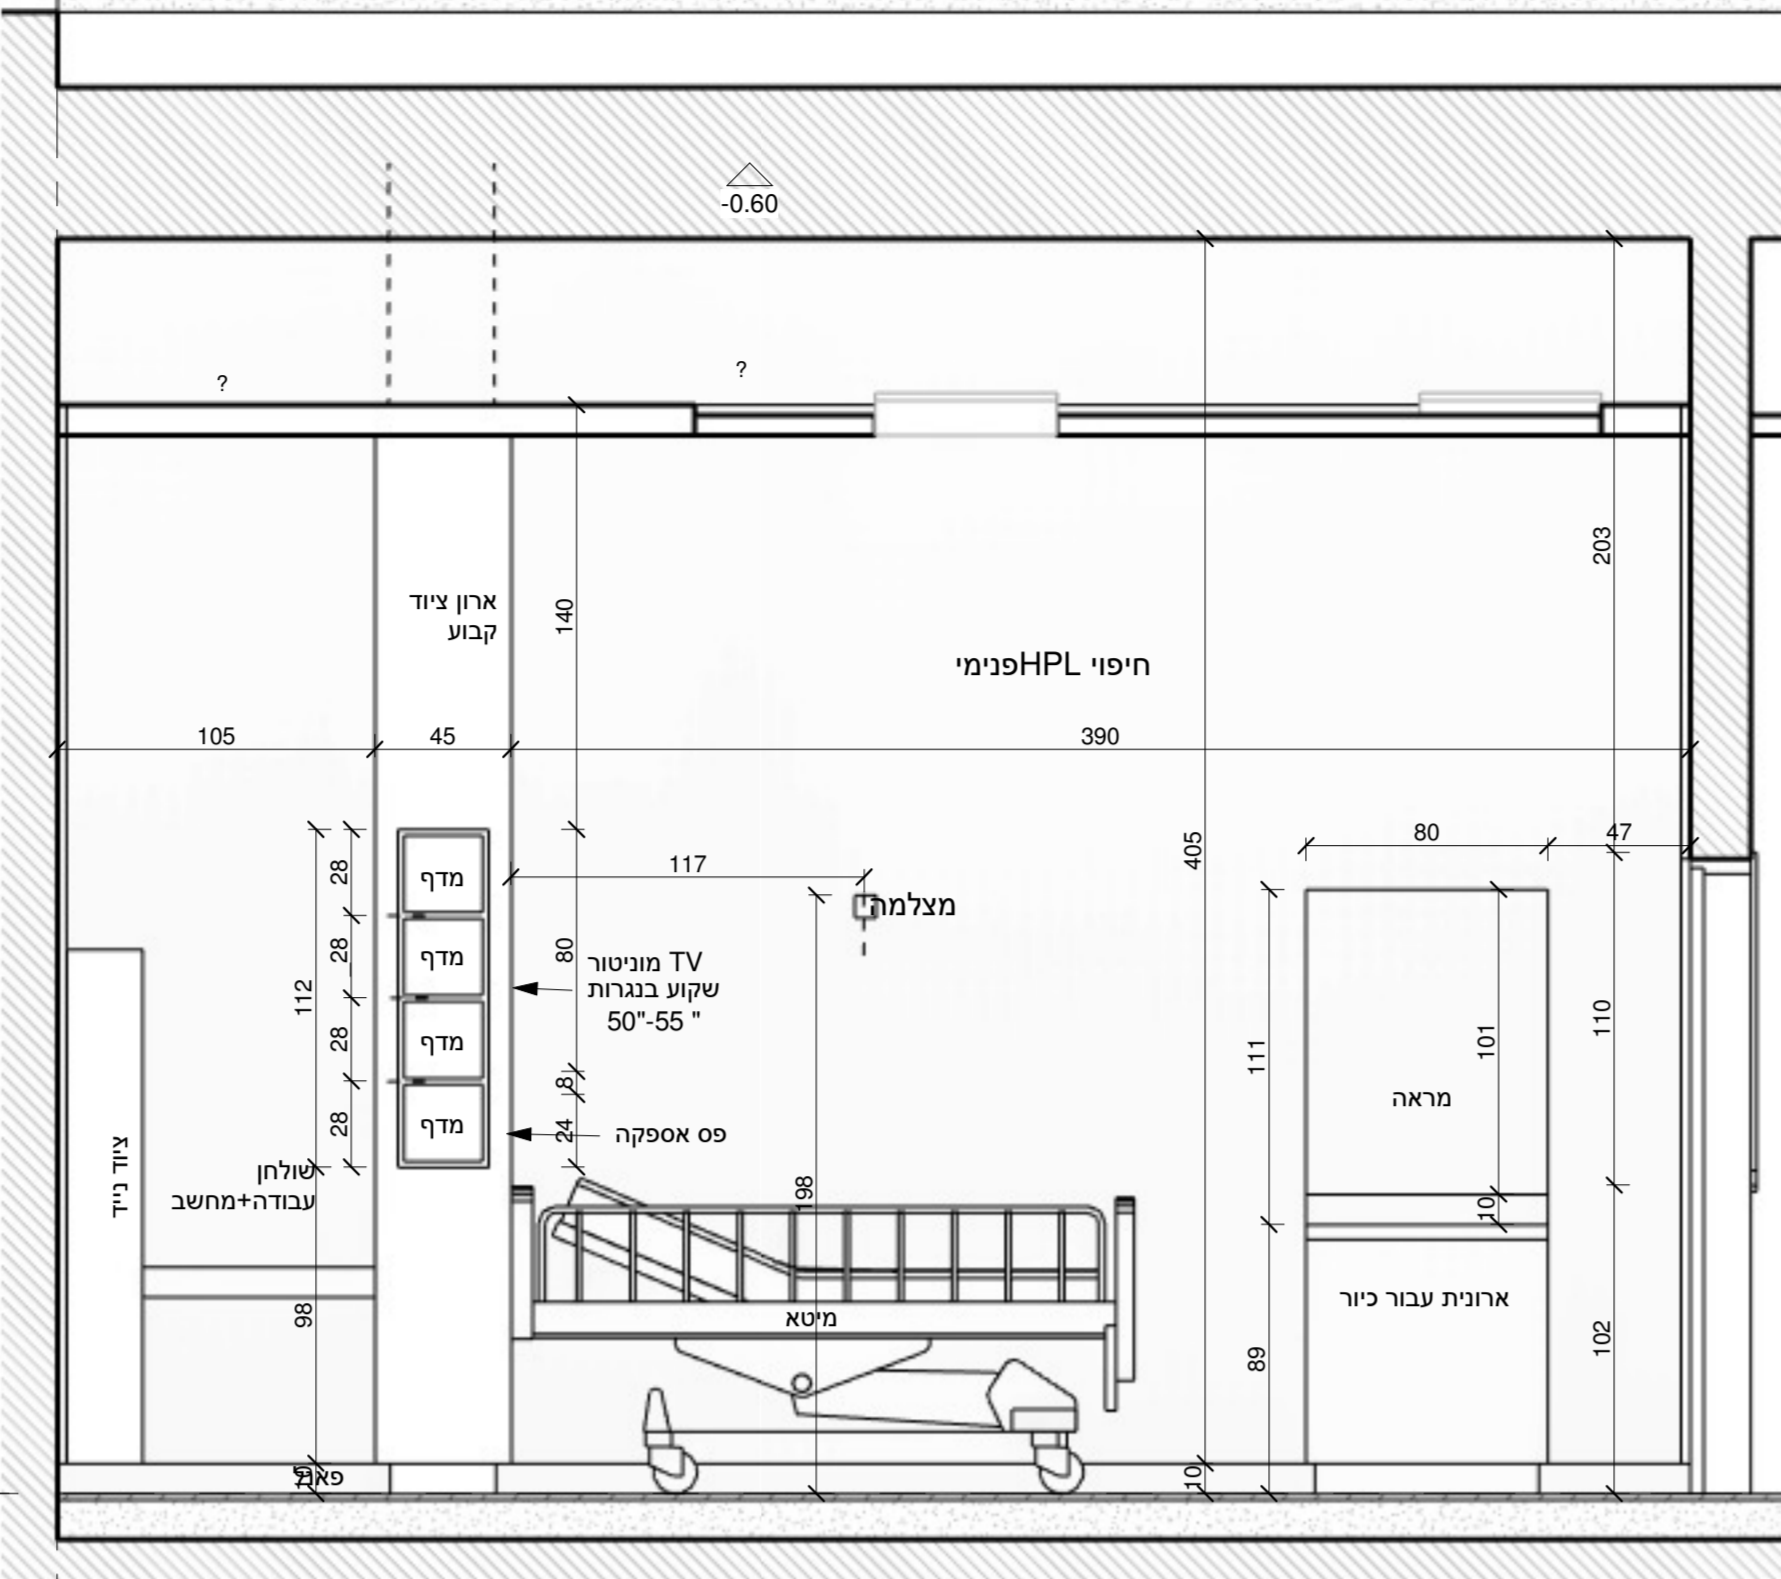 -0.60
?
?
ארון ציוד
קבוע
140
203
חיפוי HPLפנימי
105
45
390
405
80
47
117
מצלמה
28
28
28
28
112
מדף
מדף
מדף
מדף
80
TV מוניטור
שקוע בנגרות
50"-55 "
8
24
פס אספקה
198
111
101
110
מראה
10
ציוד נייד
שולחן
עבודה+מחשב
98
מיטא
ארונית עבור כיור
89
102
פאנל
10
10